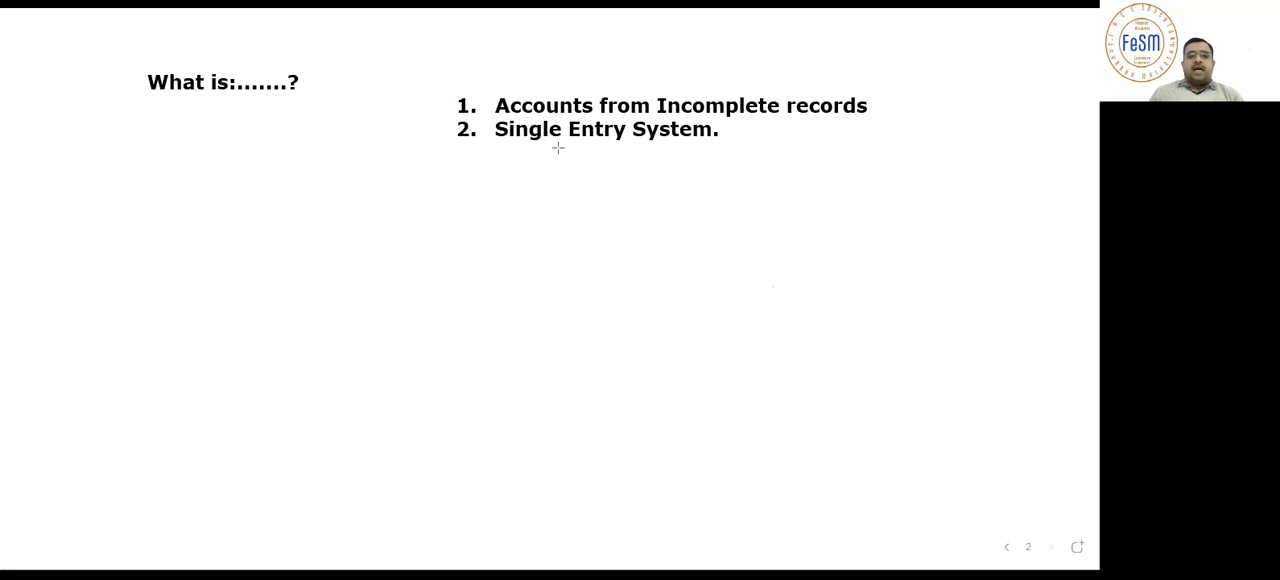 What is:.......?
1. Accounts from Incomplete records
2. Single Entry System.
FeSM
2